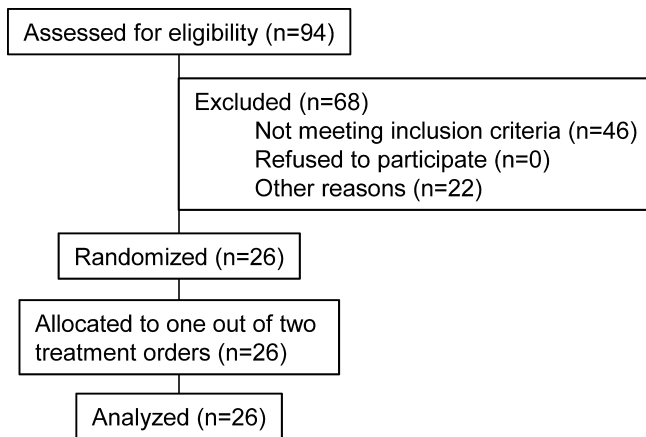 Assessed for eligibility (n=94)
Excluded (n=68)
Not meeting inclusion criteria (n=46)
Refused to participate (n=0)
Other reasons (n=22)
Randomized (n=26)
Allocated to one out of two
treatment orders (n=26)
Analyzed (n=26)